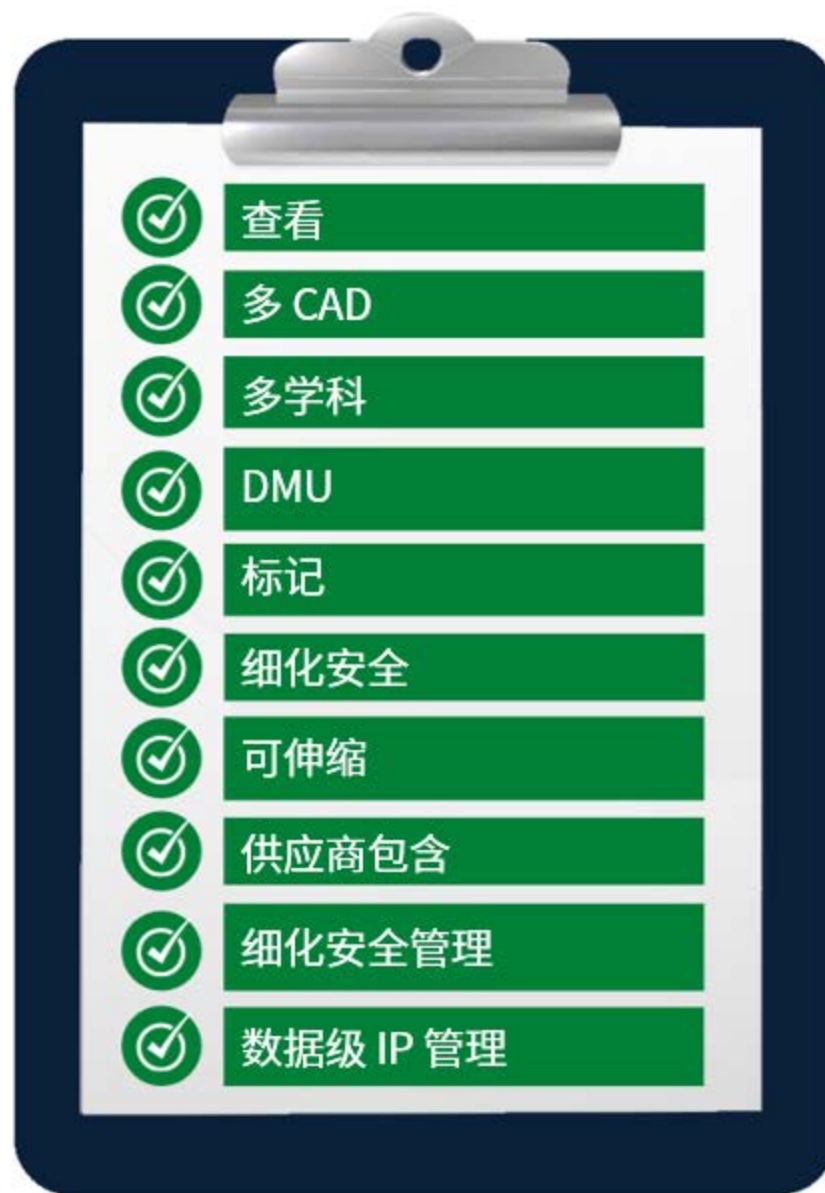 查看
多 CAD
多学科
DMU
标记
细化安全
可伸缩
供应商包含
细化安全管理
数据级 IP 管理